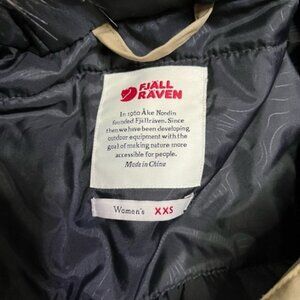 FJÄLL
RÄVEN
In 1960 Åke Nordin
founded Fjällräven. Since
then we have been developing
outdoor equipment with the
goal of making nature more
accessible for people.
Made in China
Women's XXS